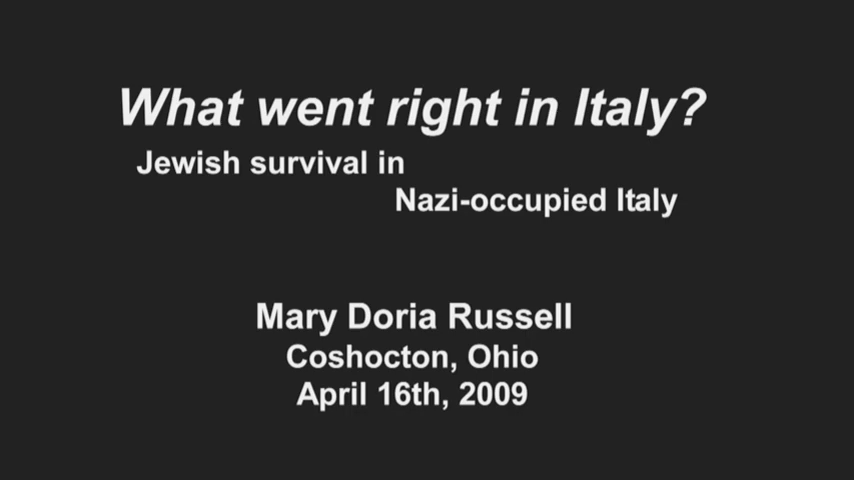 What went right in Italy?
Jewish survival in
Nazi-occupied Italy
Mary Doria Russell
Coshocton, Ohio
April 16th, 2009